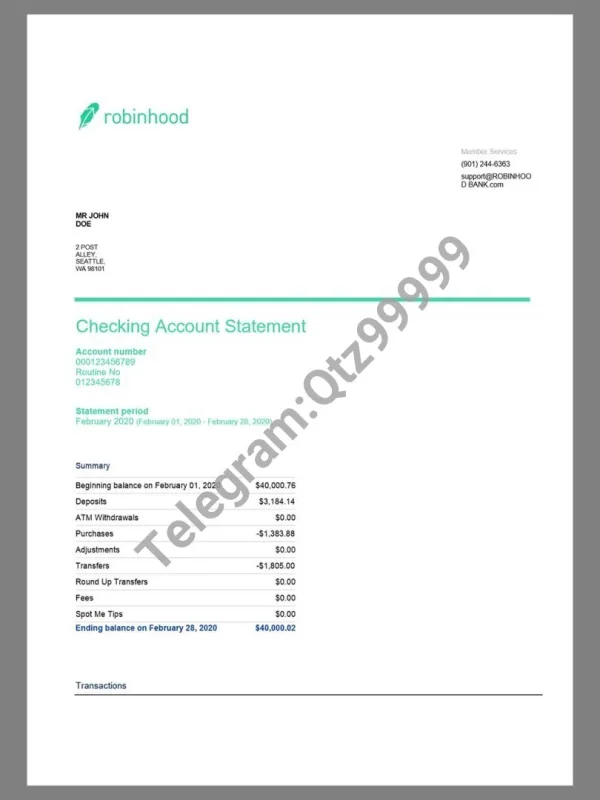 robinhood
Member Services
(901) 244-6363
support@ROBINHOO
D BANK.com
MR JOHN
DOE
2 POST
ALLEY,
SEATTLE,
WA 98101
Checking Account Statement
Account number
000123456789
Routine No
012345678
Statement period
February 2020 (February 01, 2020 - February 28, 2020)
Summary
Beginning balance on February 01, 2020 $40,000.76
Deposits $3,184.14
ATM Withdrawals $0.00
Purchases -$1,383.88
Adjustments $0.00
Transfers -$1,805.00
Round Up Transfers $0.00
Fees $0.00
Spot Me Tips $0.00
Ending balance on February 28, 2020 $40,000.02
Transactions
Telegram:Qtz99999